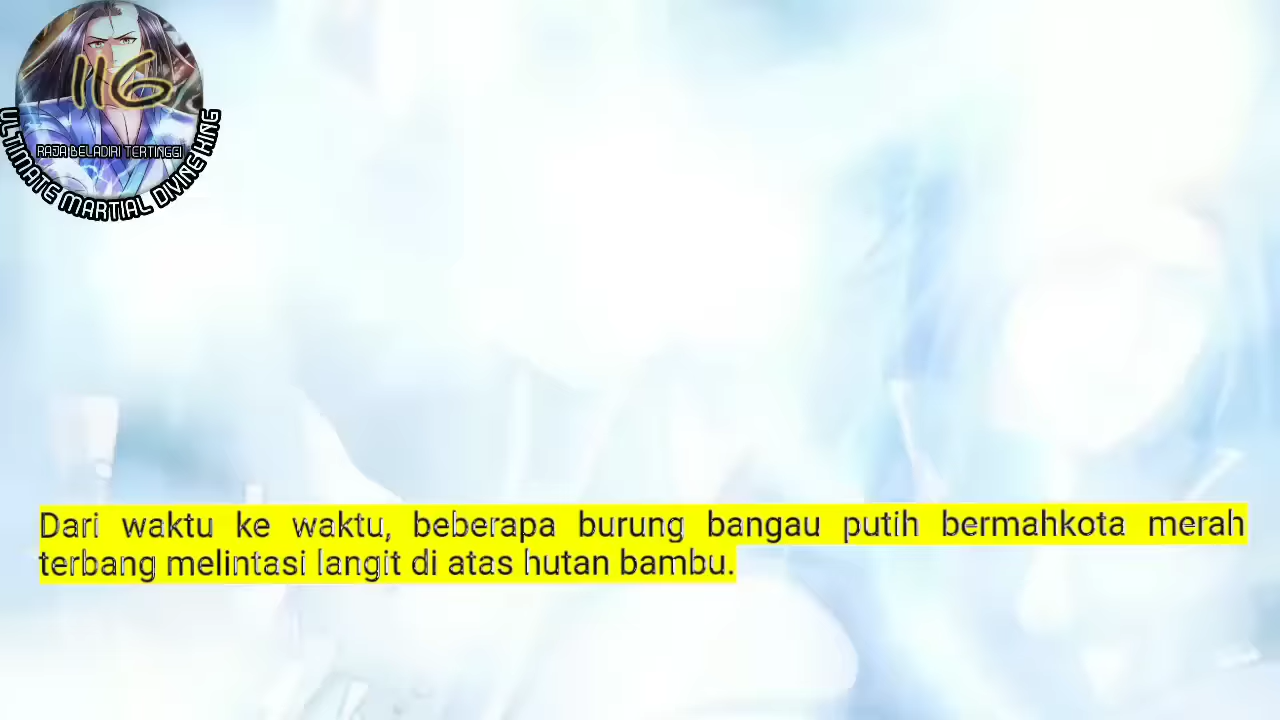 116
RAJA BELADIRI TERTINGGI
ULTIMATE MARTIAL DIVINE KING
Dari waktu ke waktu, beberapa burung bangau putih bermahkota merah
terbang melintasi langit di atas hutan bambu.